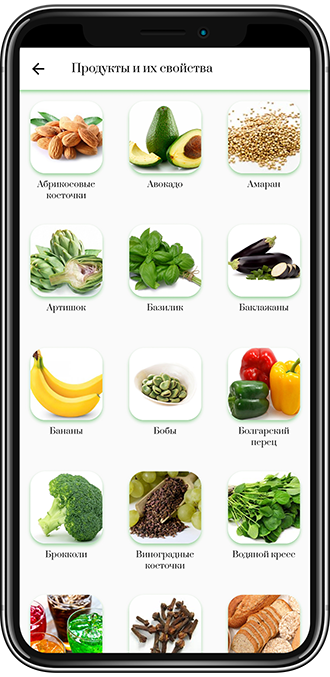 Продукты и их свойства
Абрикосовые
косточки
Авокадо
Амаран
Артишок
Базилик
Баклажаны
Бананы
Бобы
Болгарский
перец
Брокколи
Виноградные
косточки
Водяной кресс